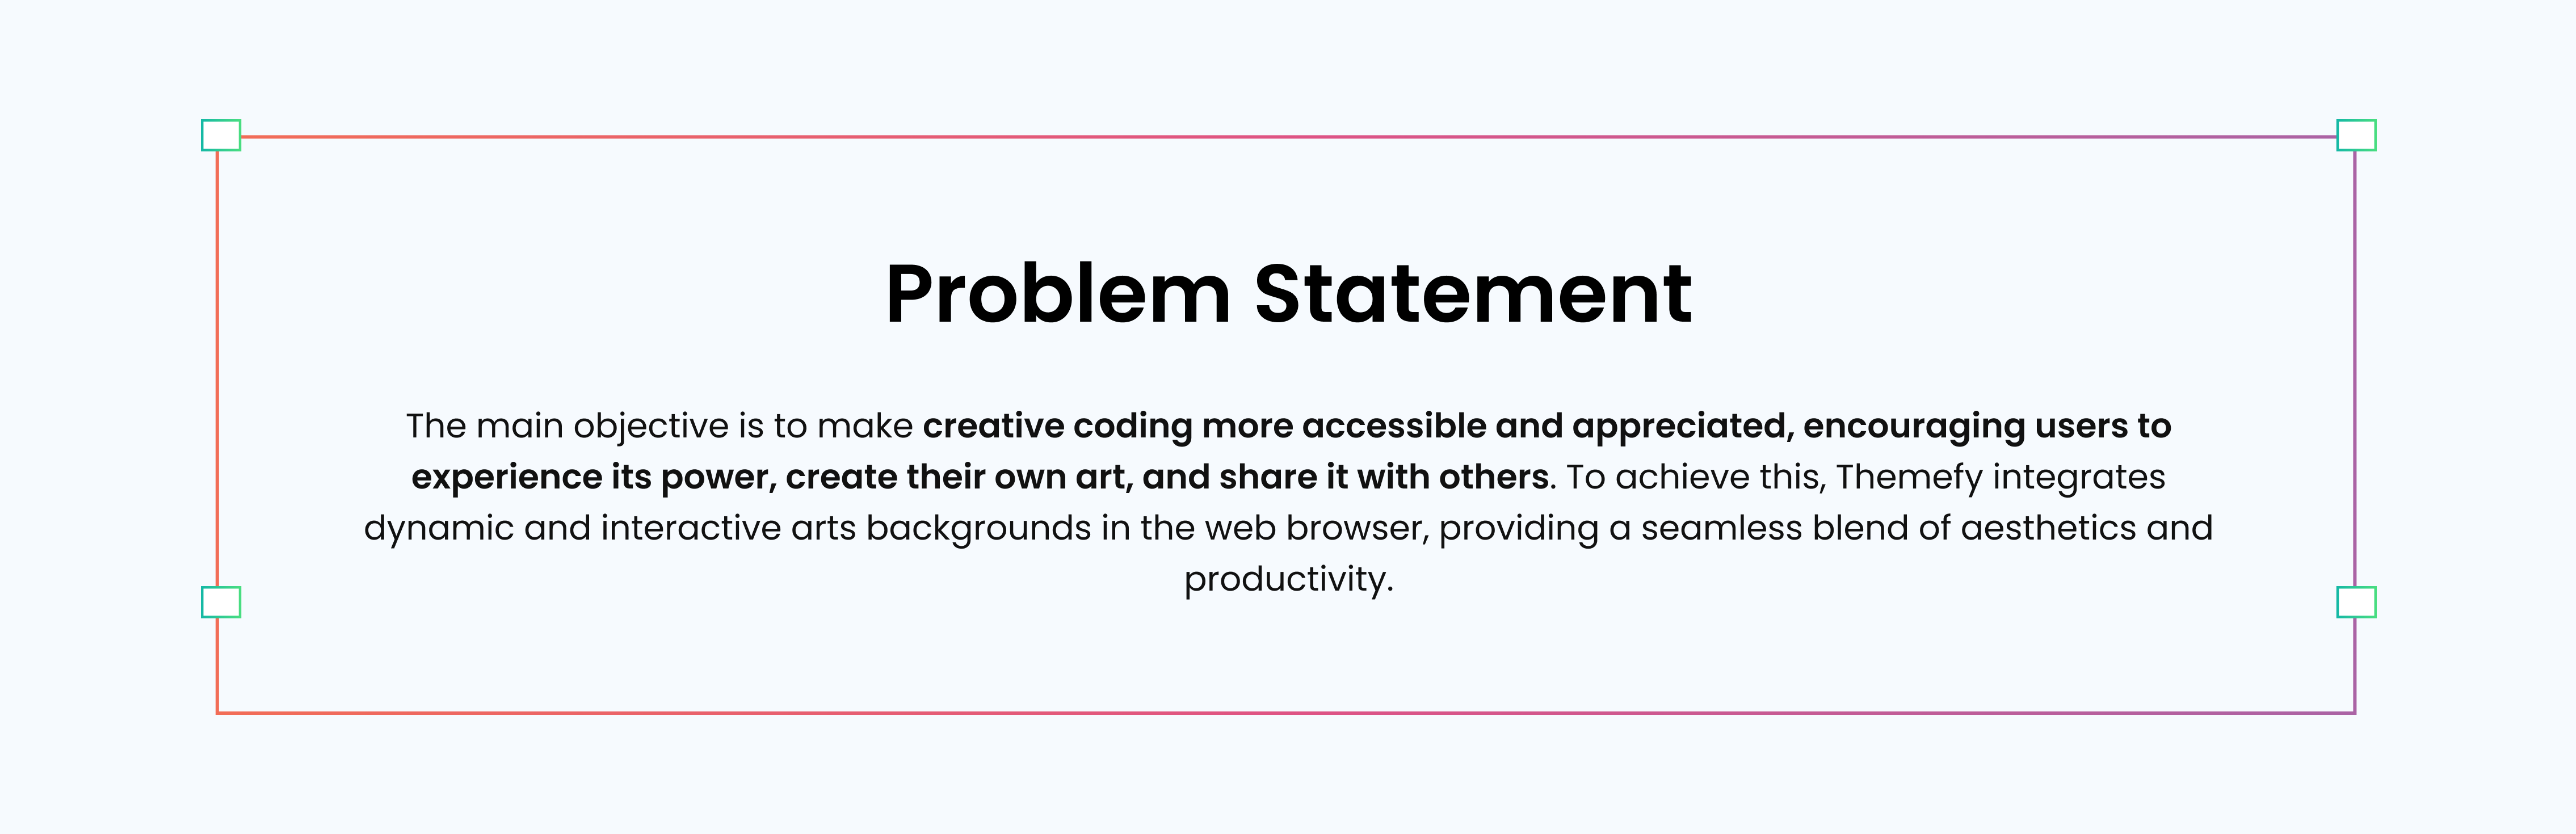 Problem Statement
The main objective is to make creative coding more accessible and appreciated, encouraging users to
experience its power, create their own art, and share it with others. To achieve this, Themefy integrates
dynamic and interactive arts backgrounds in the web browser, providing a seamless blend of aesthetics and
productivity.